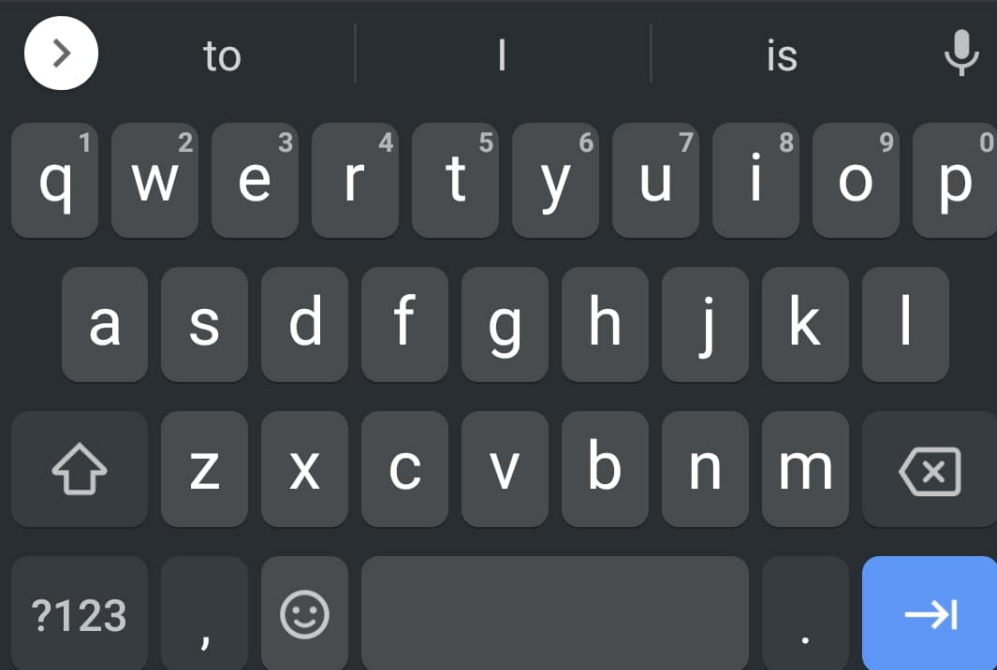 to I is
q1 w2 e3 r4 t5 y6 u7 i8 o9 p0
a s d f g h j k l
z x c v b n m
?123 , .